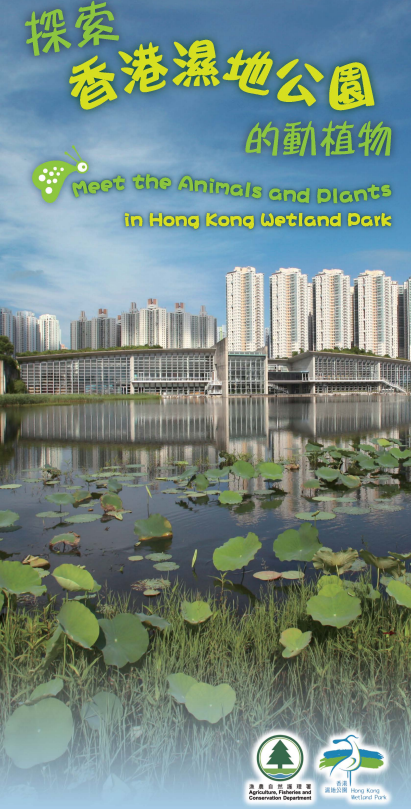 探索
香港濕地公園
的動植物
Meet the Animals and Plants
in Hong Kong Wetland Park
漁農自然護理署
Agriculture, Fisheries and
Conservation Department
香港
濕地公園
Hong Kong
Wetland Park